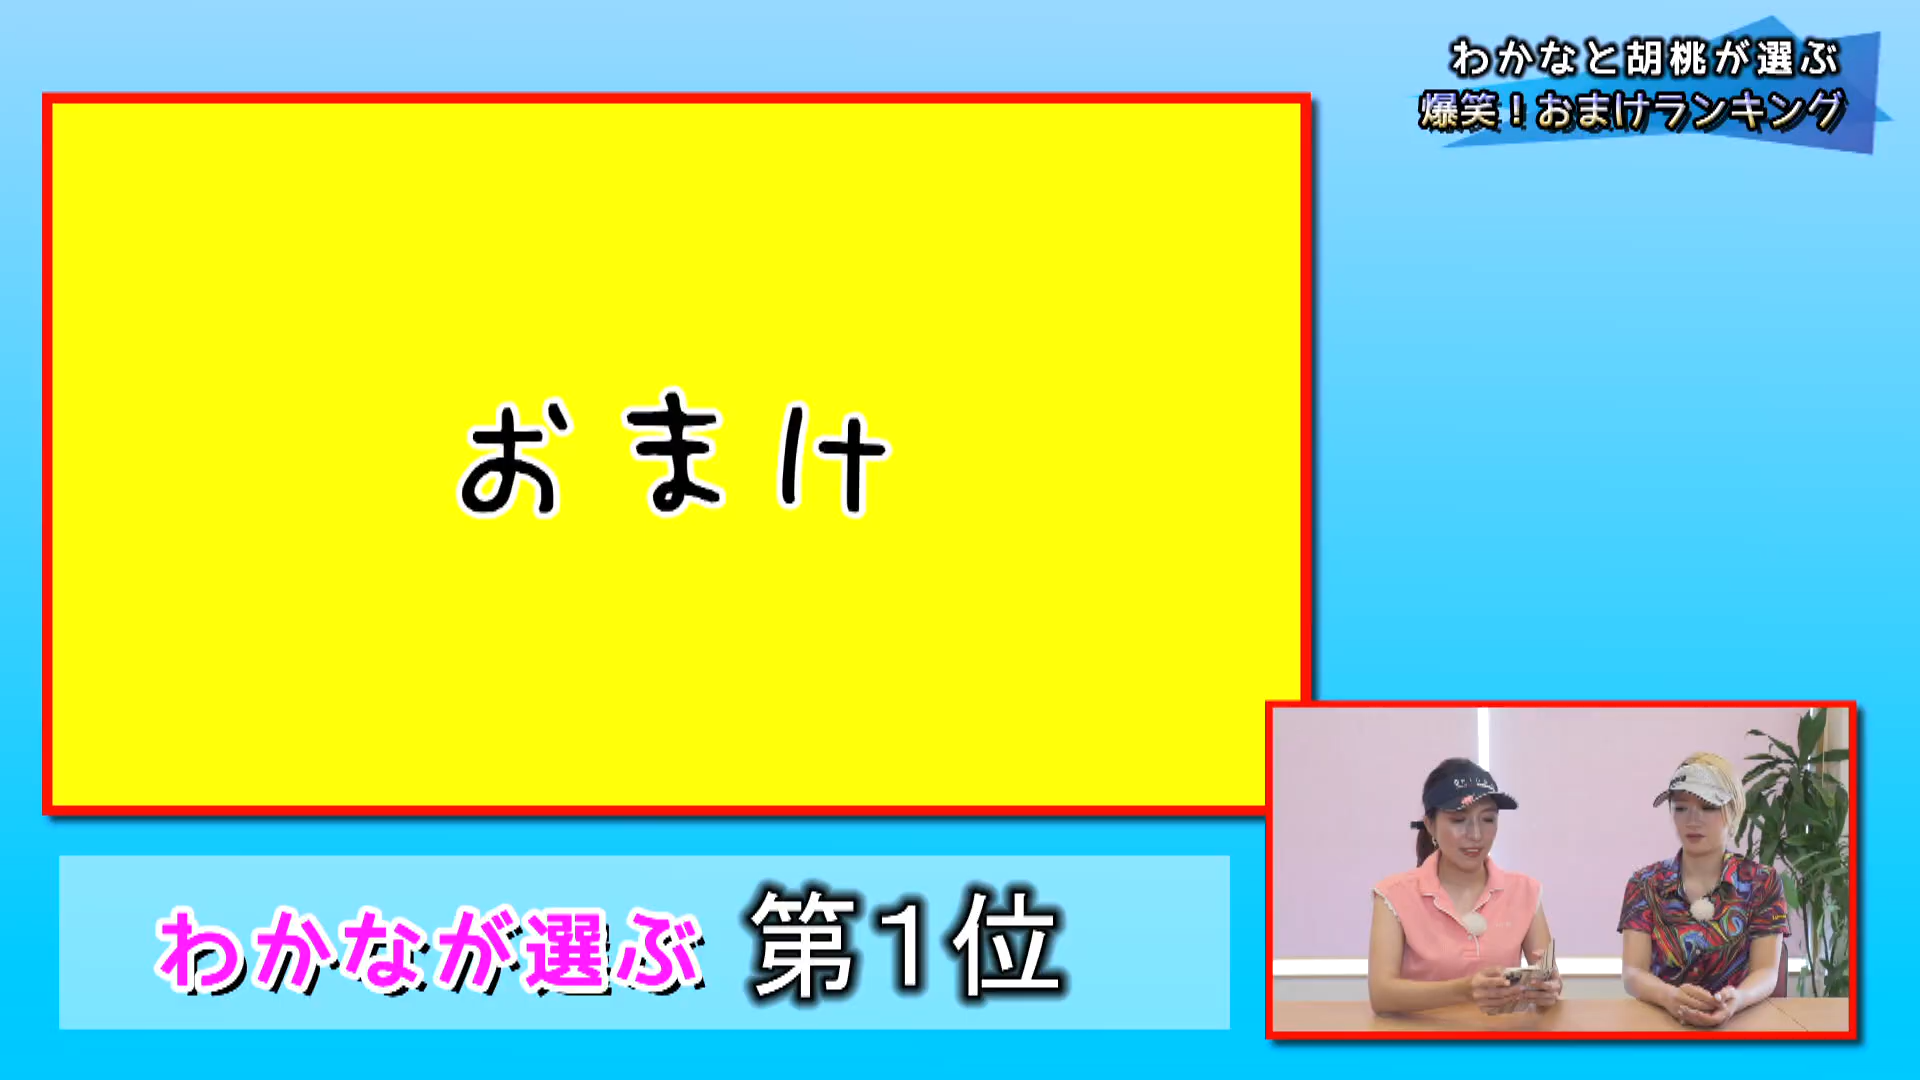 わかなと胡桃が選ぶ
爆笑！おまけランキング
おまけ
わかなが選ぶ 第1位